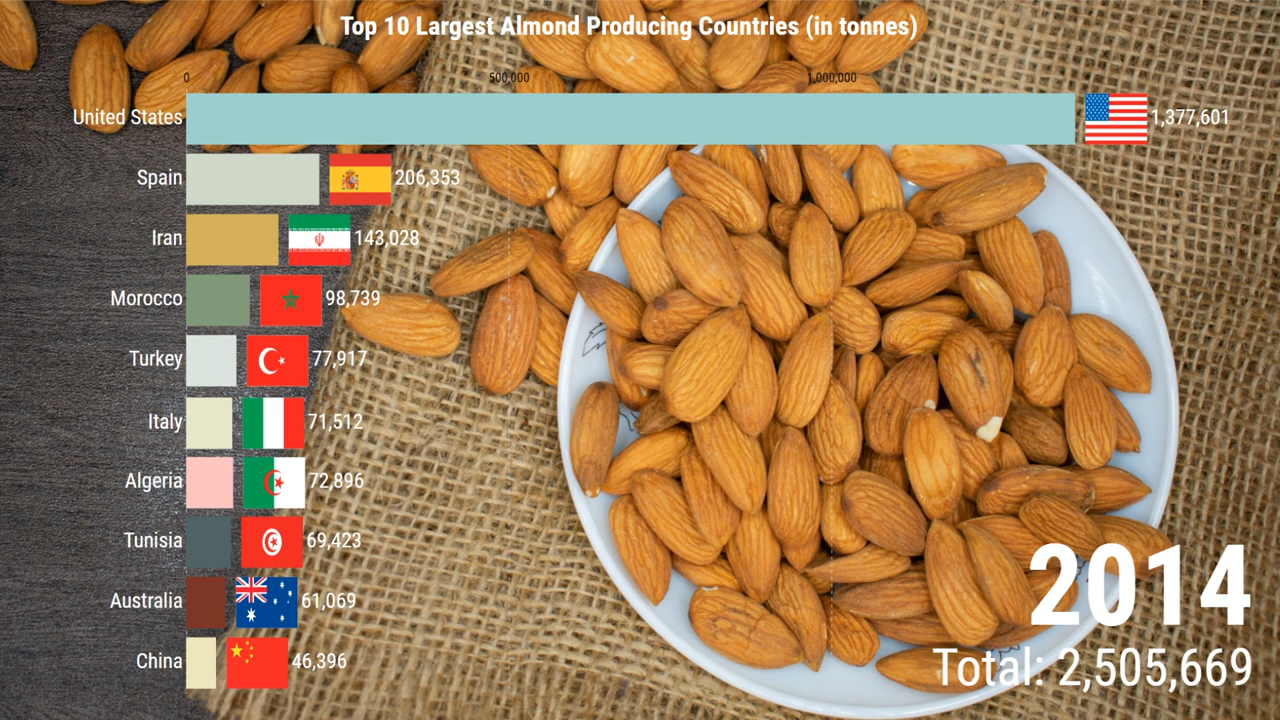 Top 10 Largest Almond Producing Countries (in tonnes)
0 500,000 1,000,000
United States 1,377,601
Spain 206,353
Iran 143,028
Morocco 98,739
Turkey 77,917
Italy 71,512
Algeria 72,896
Tunisia 69,423
Australia 61,069
China 46,396
2014
Total: 2,505,669